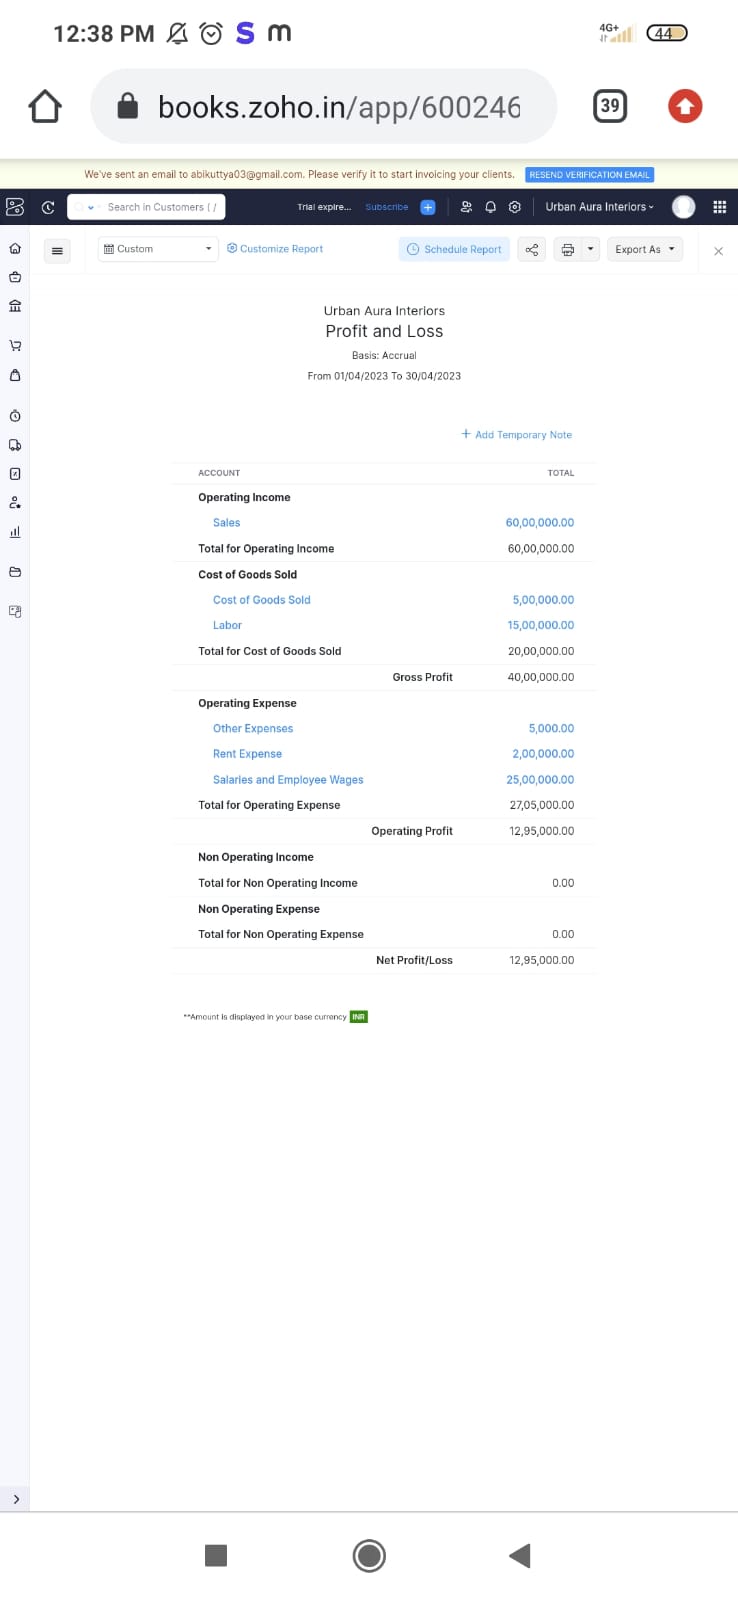 12:38 PM S m 4G+ 44
books.zoho.in/app/600246 39
We've sent an email to abikuttya03@gmail.com. Please verify it to start invoicing your clients. RESEND VERIFICATION EMAIL
Search in Customers ( / Trial expire... Subscribe + Urban Aura Interiors
Custom Customize Report Schedule Report Export As
Urban Aura Interiors
Profit and Loss
Basis: Accrual
From 01/04/2023 To 30/04/2023
+ Add Temporary Note
ACCOUNT TOTAL
Operating Income
Sales 60,00,000.00
Total for Operating Income 60,00,000.00
Cost of Goods Sold
Cost of Goods Sold 5,00,000.00
Labor 15,00,000.00
Total for Cost of Goods Sold 20,00,000.00
Gross Profit 40,00,000.00
Operating Expense
Other Expenses 5,000.00
Rent Expense 2,00,000.00
Salaries and Employee Wages 25,00,000.00
Total for Operating Expense 27,05,000.00
Operating Profit 12,95,000.00
Non Operating Income
Total for Non Operating Income 0.00
Non Operating Expense
Total for Non Operating Expense 0.00
Net Profit/Loss 12,95,000.00
**Amount is displayed in your base currency INR